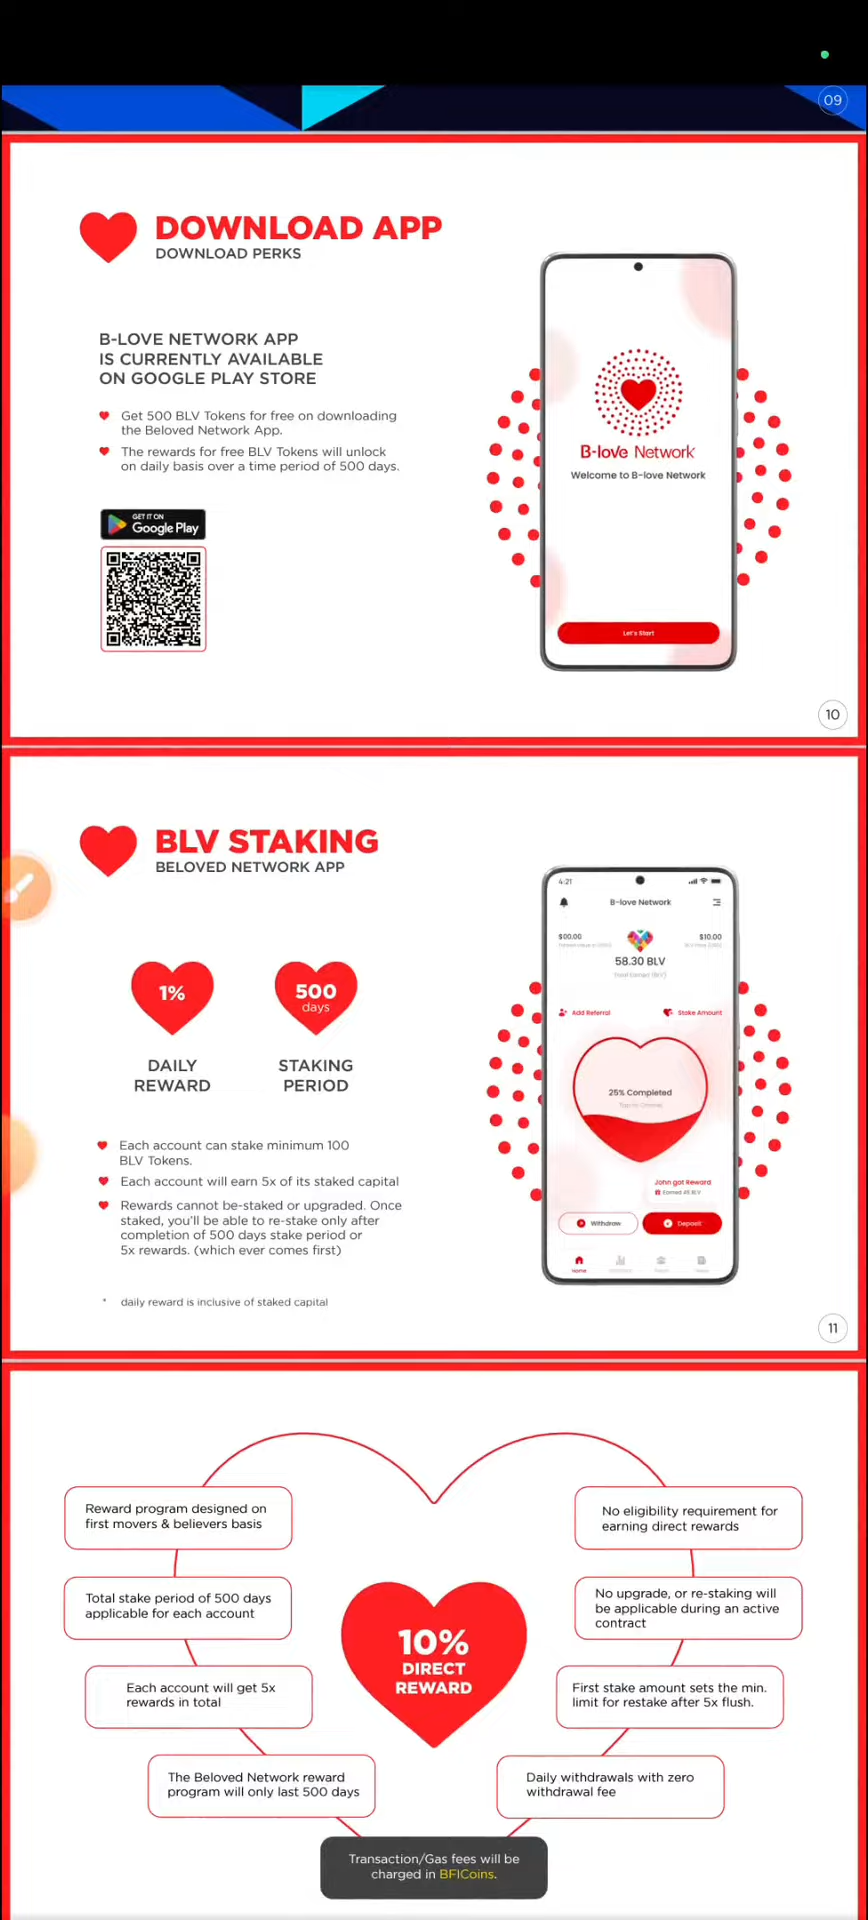 09
DOWNLOAD APP
DOWNLOAD PERKS
B-LOVE NETWORK APP
IS CURRENTLY AVAILABLE
ON GOOGLE PLAY STORE
Get 500 BLV Tokens for free on downloading
the Beloved Network App.
The rewards for free BLV Tokens will unlock
on daily basis over a time period of 500 days.
GET IT ON
Google Play
B-love Network
Welcome to B-love Network
Let's Start
10
BLV STAKING
BELOVED NETWORK APP
1%
500
days
DAILY
REWARD
STAKING
PERIOD
Each account can stake minimum 100
BLV Tokens.
Each account will earn 5x of its staked capital
Rewards cannot be-staked or upgraded. Once
staked, you'll be able to re-stake only after
completion of 500 days stake period or
5x rewards. (which ever comes first)
* daily reward is inclusive of staked capital
4:21
B-love Network
$00.00
$10.00
58.30 BLV
Total Earned (BLV)
Add Referral
Stake Amount
25% Completed
John got Reward
Withdraw
Deposit
Home
11
Reward program designed on
first movers & believers basis
Total stake period of 500 days
applicable for each account
Each account will get 5x
rewards in total
The Beloved Network reward
program will only last 500 days
10%
DIRECT
REWARD
No eligibility requirement for
earning direct rewards
No upgrade, or re-staking will
be applicable during an active
contract
First stake amount sets the min.
limit for restake after 5x flush.
Daily withdrawals with zero
withdrawal fee
Transaction/Gas fees will be
charged in BFICoins.